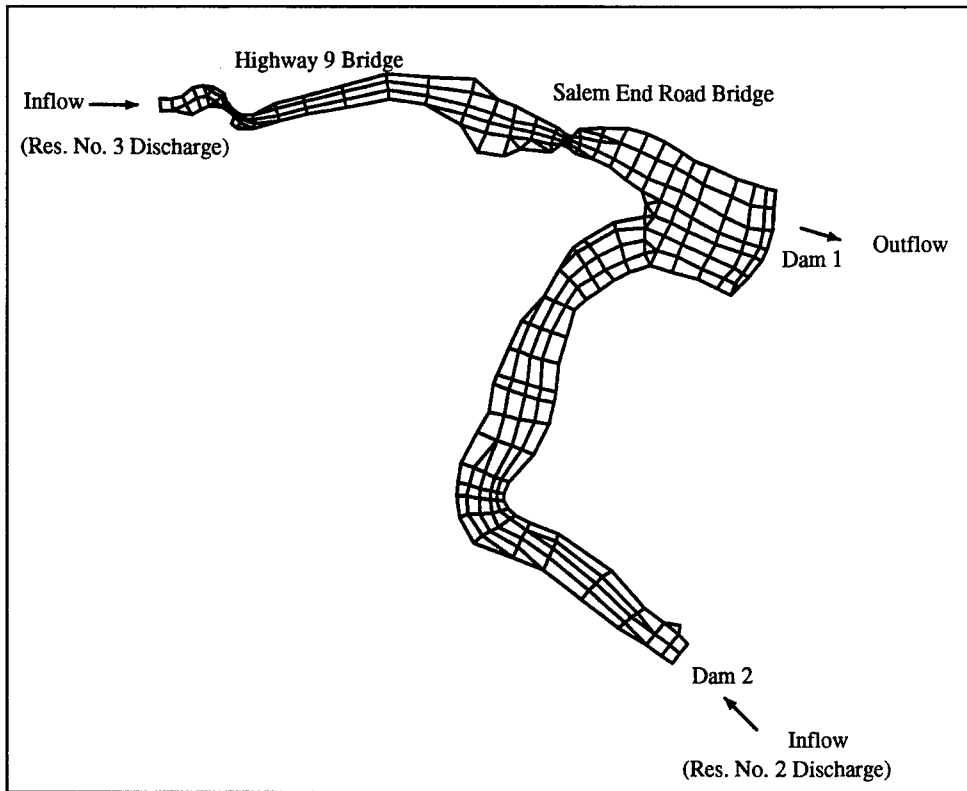 Highway 9 Bridge
Inflow
Salem End Road Bridge
(Res. No. 3 Discharge)
Outflow
Dam 1
Dam 2
Inflow
(Res. No. 2 Discharge)